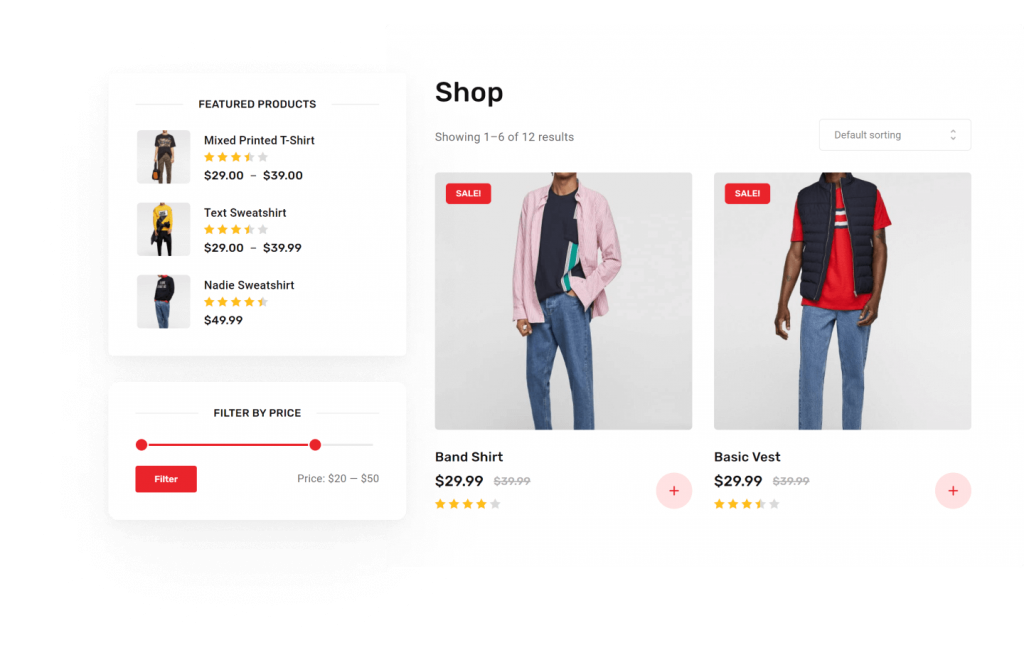 FEATURED PRODUCTS
Mixed Printed T-Shirt
$29.00 – $39.00
Text Sweatshirt
$29.00 – $39.99
Nadie Sweatshirt
$49.99
FILTER BY PRICE
Filter
Price: $20 — $50
Shop
Showing 1–6 of 12 results
Default sorting
SALE!
SALE!
Band Shirt
$29.99 $39.99
+
Basic Vest
$29.99 $39.99
+